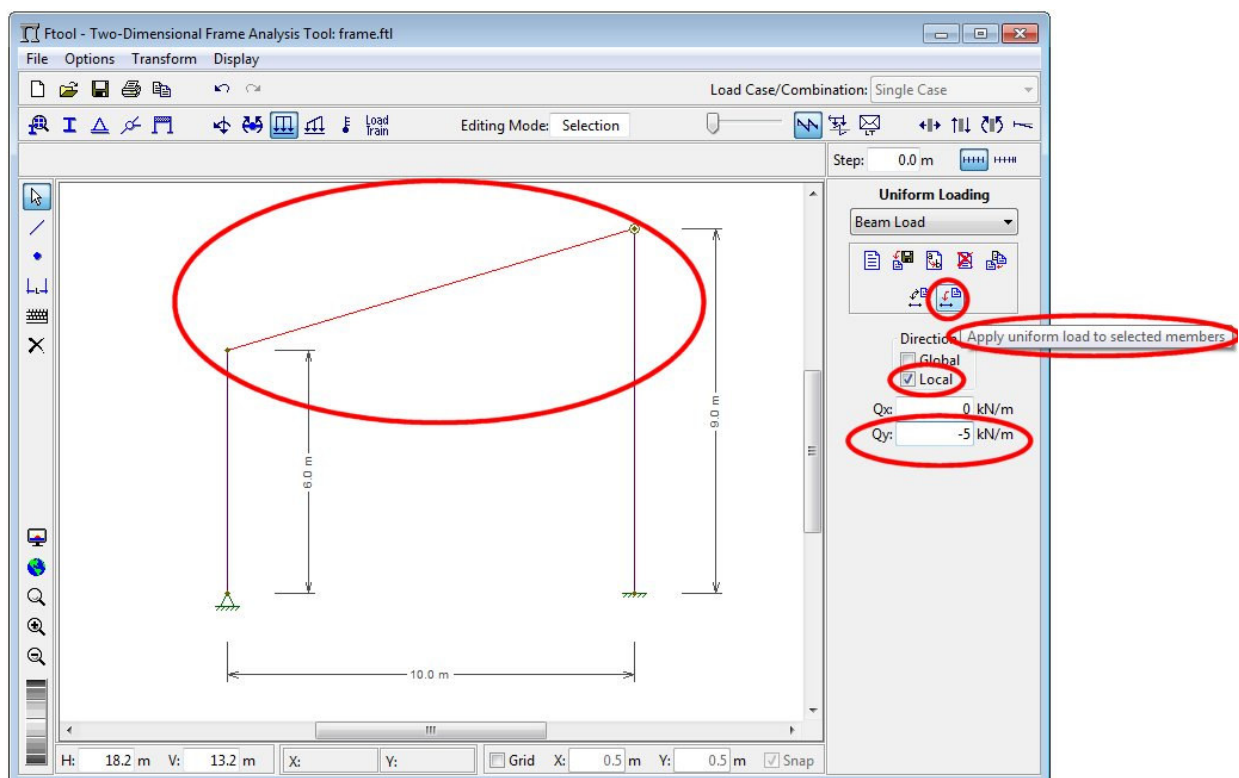 Ftool - Two-Dimensional Frame Analysis Tool: frame.ftl
File Options Transform Display
Load Case/Combination: Single Case
Load Train
Editing Mode: Selection
LT
Step: 0.0 m
Uniform Loading
Beam Load
Direction
Apply uniform load to selected members
Global
Local
Qx: 0 kN/m
Qy: -5 kN/m
6.0 m
9.0 m
10.0 m
H: 18.2 m V: 13.2 m X: Y: Grid X: 0.5 m Y: 0.5 m Snap